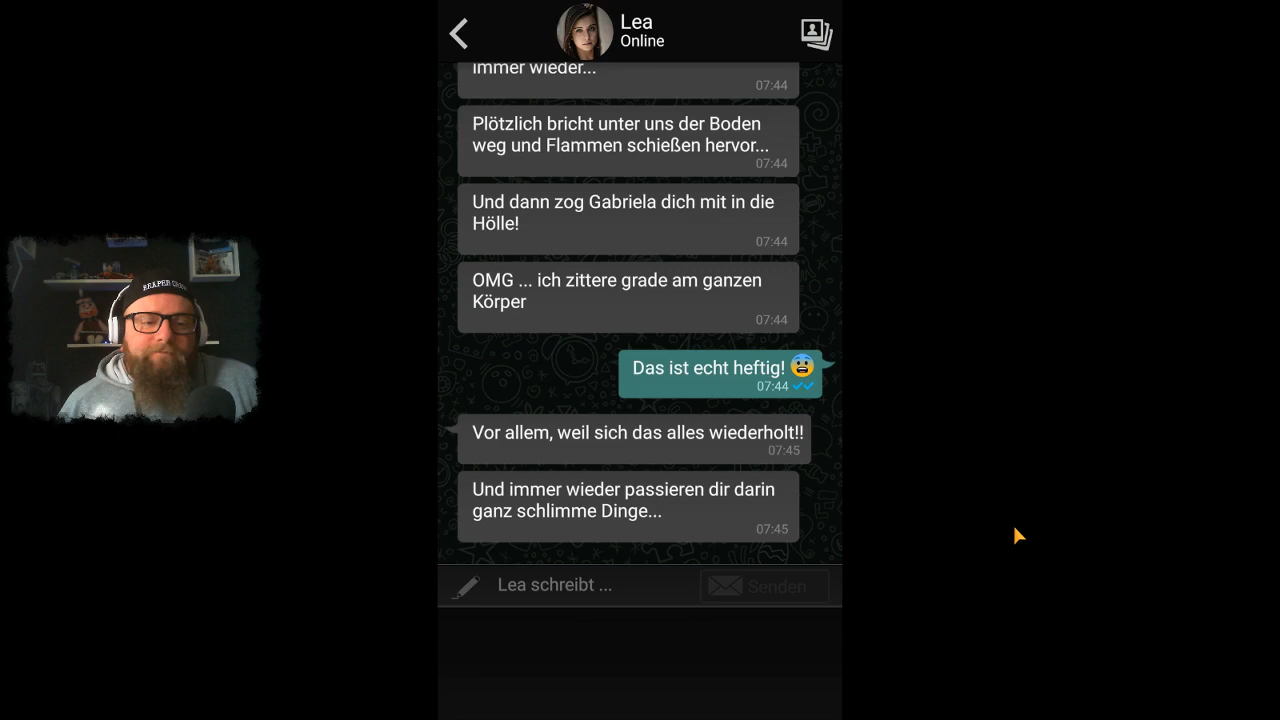 Lea
Online
immer wieder...
07:44
Plötzlich bricht unter uns der Boden
weg und Flammen schießen hervor...
07:44
Und dann zog Gabriela dich mit in die
Hölle!
07:44
OMG ... ich zittere grade am ganzen
Körper
07:44
Das ist echt heftig! 😨
07:44
Vor allem, weil sich das alles wiederholt!!
07:45
Und immer wieder passieren dir darin
ganz schlimme Dinge...
07:45
Lea schreibt ...
Senden
REAPER